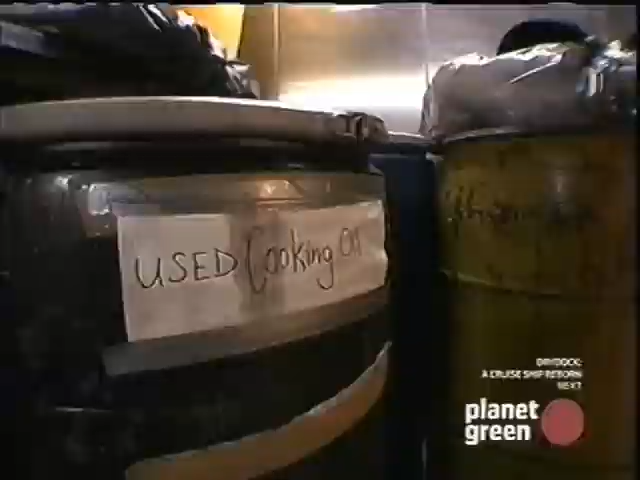 USED Cooking Oil
DRYDOCK:
A CRUISE SHIP REBORN
NEXT
planet
green